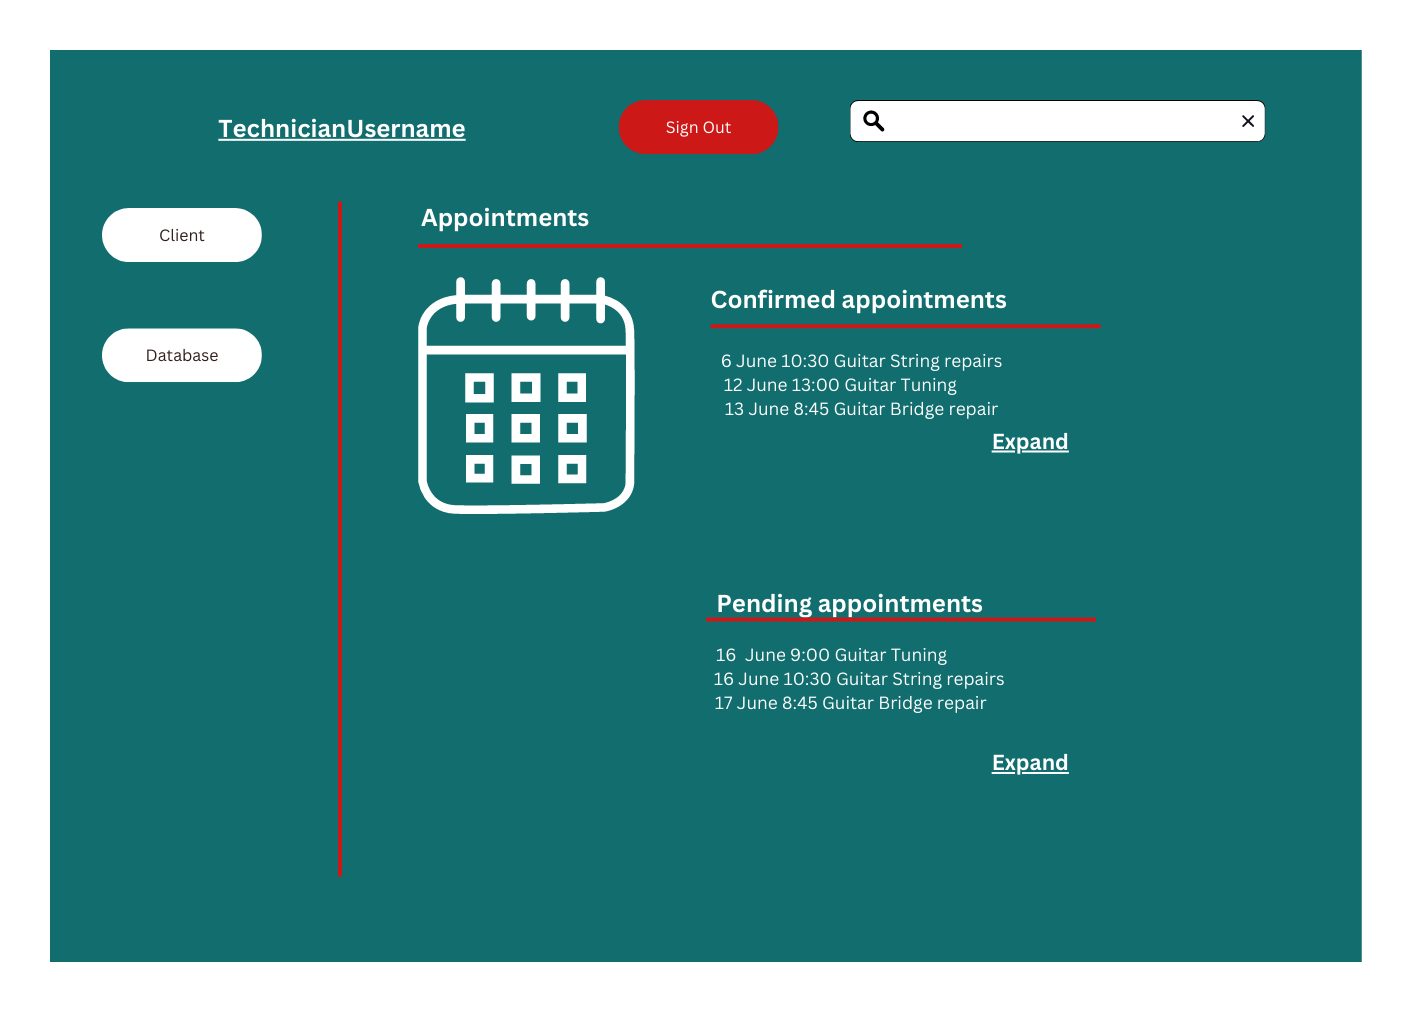 TechnicianUsername
Sign Out
Client
Database
Appointments
Confirmed appointments
6 June 10:30 Guitar String repairs
12 June 13:00 Guitar Tuning
13 June 8:45 Guitar Bridge repair
Expand
Pending appointments
16 June 9:00 Guitar Tuning
16 June 10:30 Guitar String repairs
17 June 8:45 Guitar Bridge repair
Expand